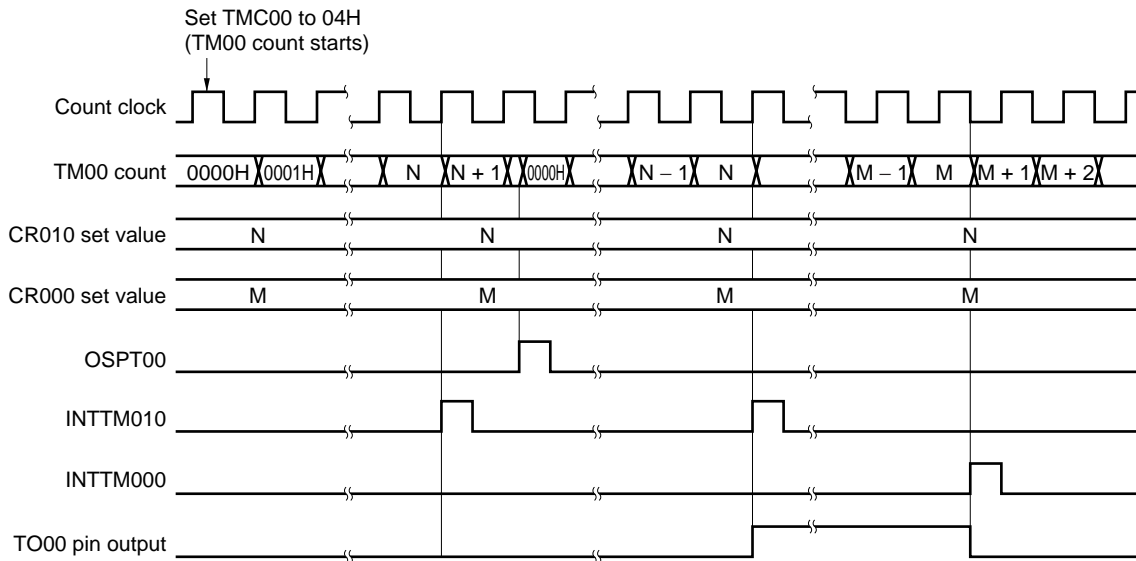 Set TMC00 to 04H
(TM00 count starts)
Count clock
TM00 count 0000H 0001H N N + 1 0000H N − 1 N M − 1 M M + 1 M + 2
CR010 set value N N N N
CR000 set value M M M M
OSPT00
INTTM010
INTTM000
TO00 pin output